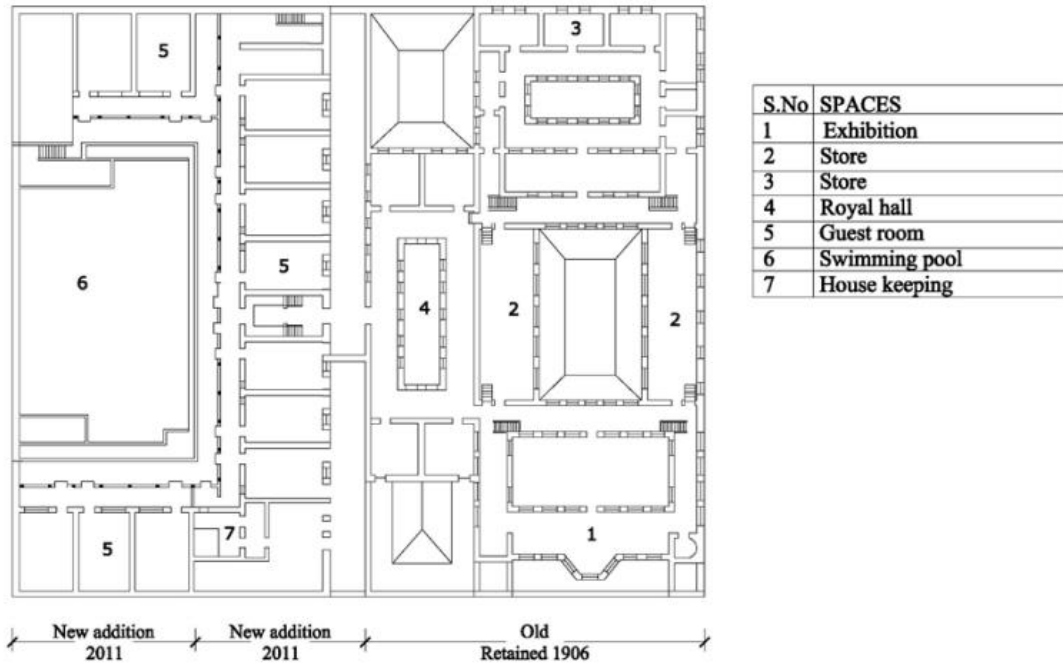 5
3
5
6
4
2
2
7
5
1
New addition
2011
New addition
2011
Old
Retained 1906
S.No SPACES
1 Exhibition
2 Store
3 Store
4 Royal hall
5 Guest room
6 Swimming pool
7 House keeping